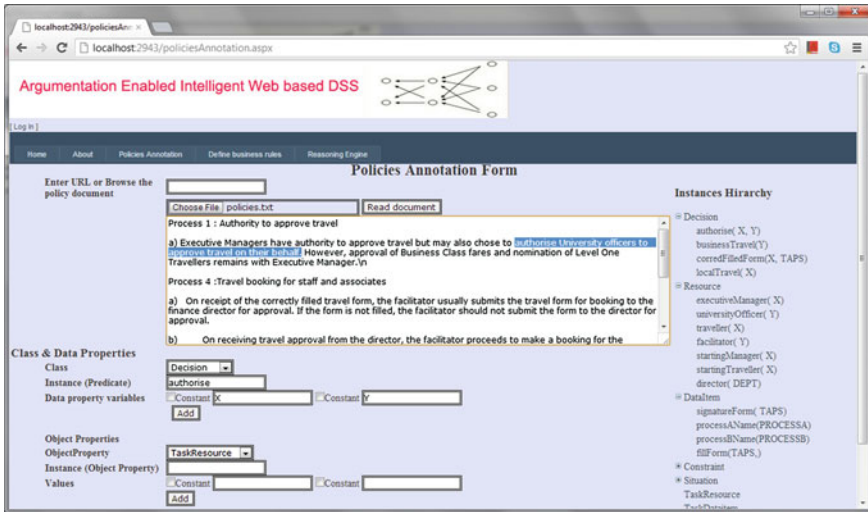 localhost:2943/policiesAnn
localhost:2943/policiesAnnotation.aspx
Argumentation Enabled Intelligent Web based DSS
[ Log in ]
Home About Policies Annotation Define business rules Reasoning Engine
Policies Annotation Form
Enter URL or Browse the
policy document
Choose File policies.txt Read document
Process 1 : Authority to approve travel
a) Executive Managers have authority to approve travel but may also chose to authorise University officers to
approve travel on their behalf. However, approval of Business Class fares and nomination of Level One
Travellers remains with Executive Manager.\n
Process 4 :Travel booking for staff and associates
a) On receipt of the correctly filled travel form, the facilitator usually submits the travel form for booking to the
finance director for approval. If the form is not filled, the facilitator should not submit the form to the director for
approval.
b) On receiving travel approval from the director, the facilitator proceeds to make a booking for the
Class & Data Properties
Class Decision
Instance (Predicate) authorise
Data property variables Constant X Constant Y
Add
Object Properties
ObjectProperty TaskResource
Instance (Object Property)
Values Constant Constant
Add
Instances Hirarchy
Decision
authorise( X, Y)
businessTravel(Y)
corredFilledForm(X, TAPS)
localTravel( X)
Resource
executiveManager( X)
universityOfficer( Y)
traveller( X)
facilitator( Y)
startingManager( X)
startingTraveller( X)
director( DEPT)
DataItem
signatureForm( TAPS)
processAName(PROCESSA)
processBName(PROCESSB)
fillForm(TAPS,)
Constraint
Situation
TaskResource
TaskDataitem